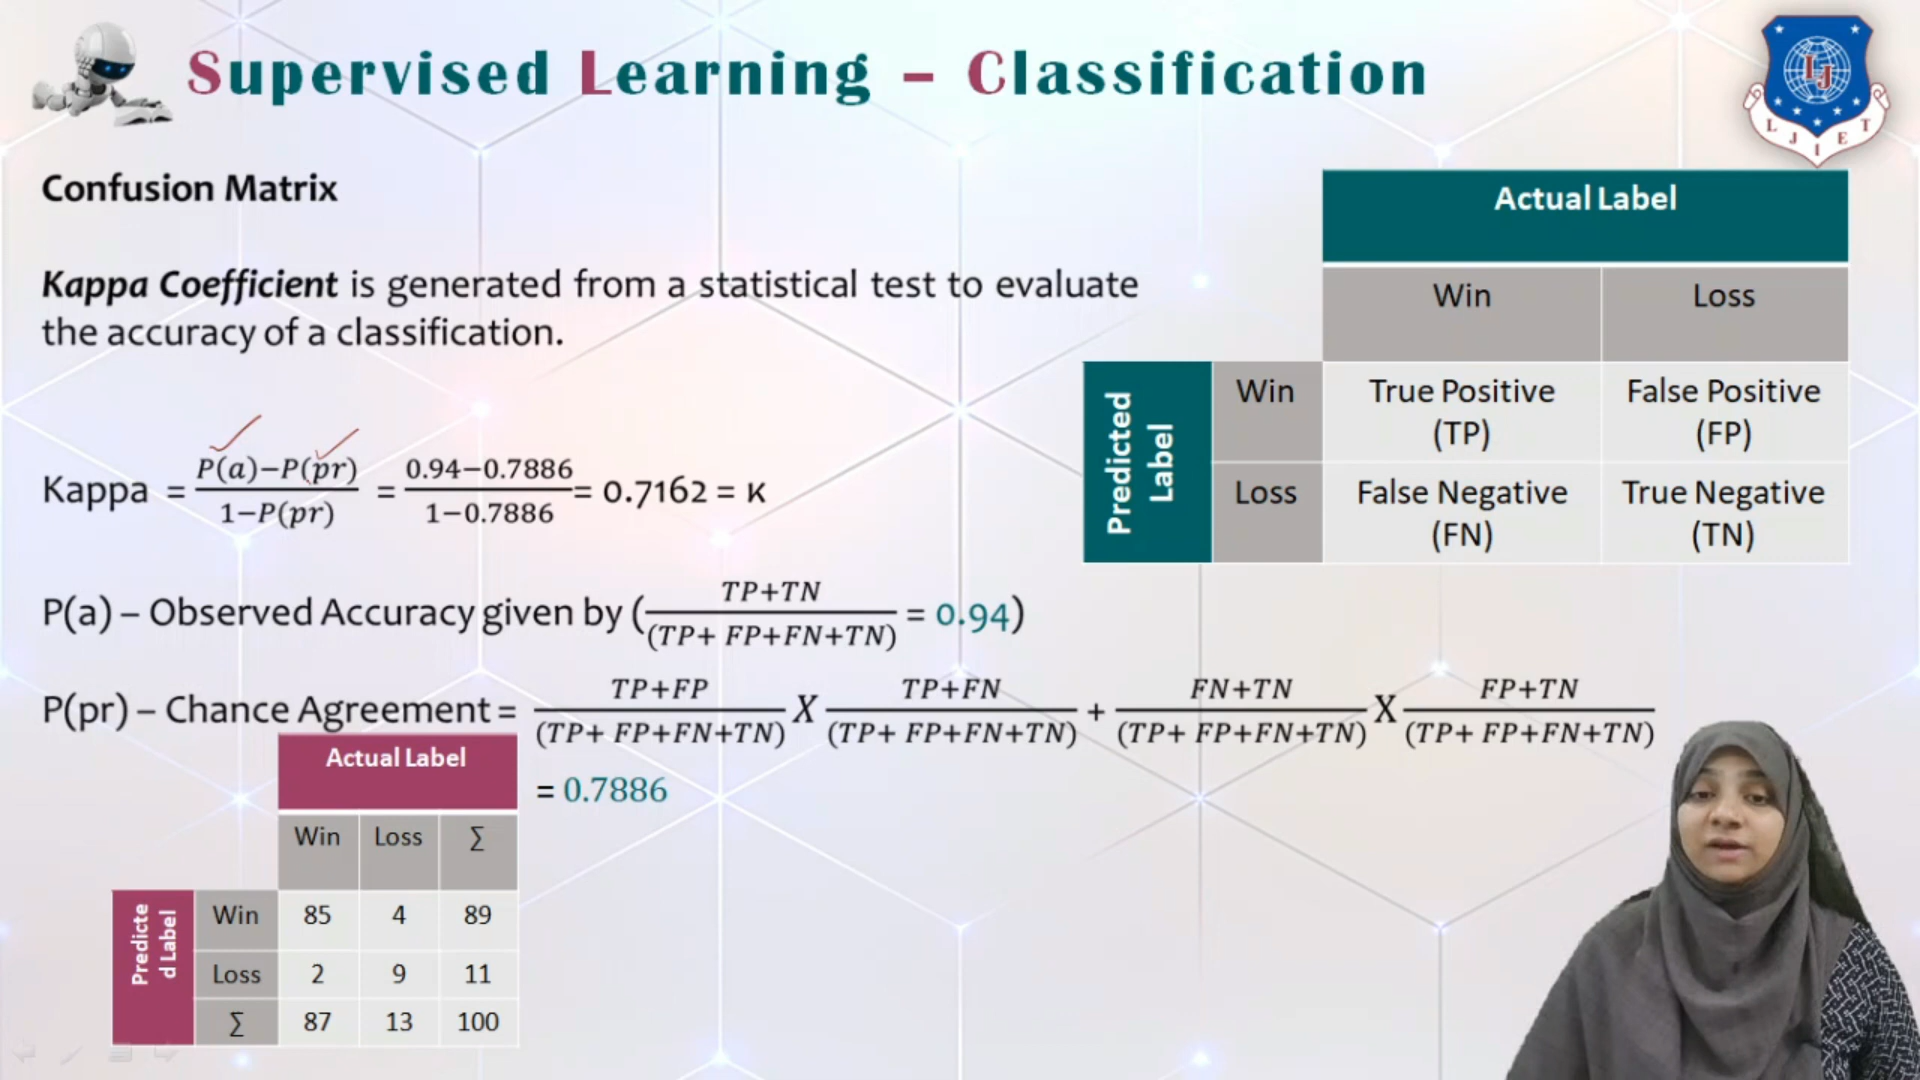 Supervised Learning – Classification
L J I E T
LJ
Confusion Matrix
Kappa Coefficient is generated from a statistical test to evaluate
the accuracy of a classification.
Actual Label
Win Loss
Predicted Label
Win True Positive (TP) False Positive (FP)
Loss False Negative (FN) True Negative (TN)
Kappa = P(a)−P(pr) / 1−P(pr) = 0.94−0.7886 / 1−0.7886 = 0.7162 = κ
P(a) – Observed Accuracy given by (TP+TN / (TP+ FP+FN+TN) = 0.94)
P(pr) – Chance Agreement = TP+FP / (TP+ FP+FN+TN) X TP+FN / (TP+ FP+FN+TN) + FN+TN / (TP+ FP+FN+TN) X FP+TN / (TP+ FP+FN+TN)
= 0.7886
Actual Label
Win Loss ∑
Predicte
d Label
Win 85 4 89
Loss 2 9 11
∑ 87 13 100